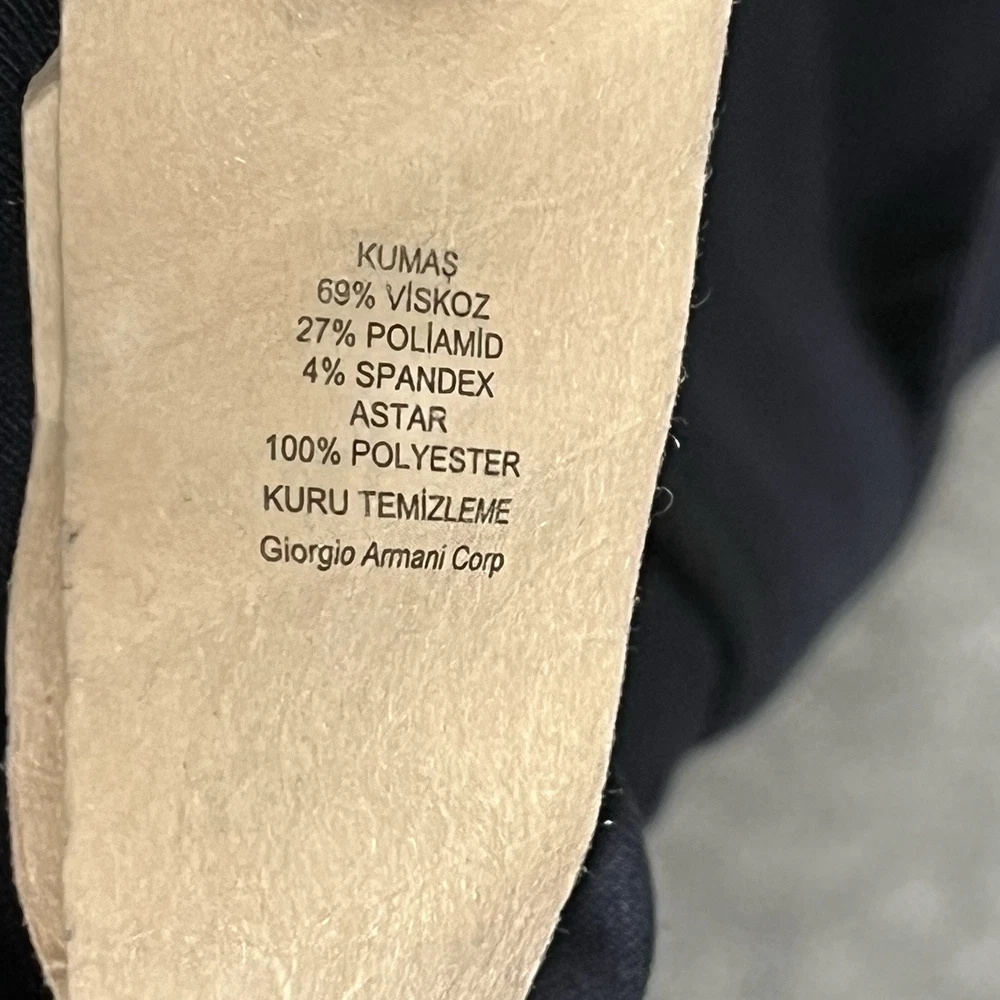 KUMAŞ
69% VİSKOZ
27% POLİAMİD
4% SPANDEX
ASTAR
100% POLYESTER
KURU TEMİZLEME
Giorgio Armani Corp